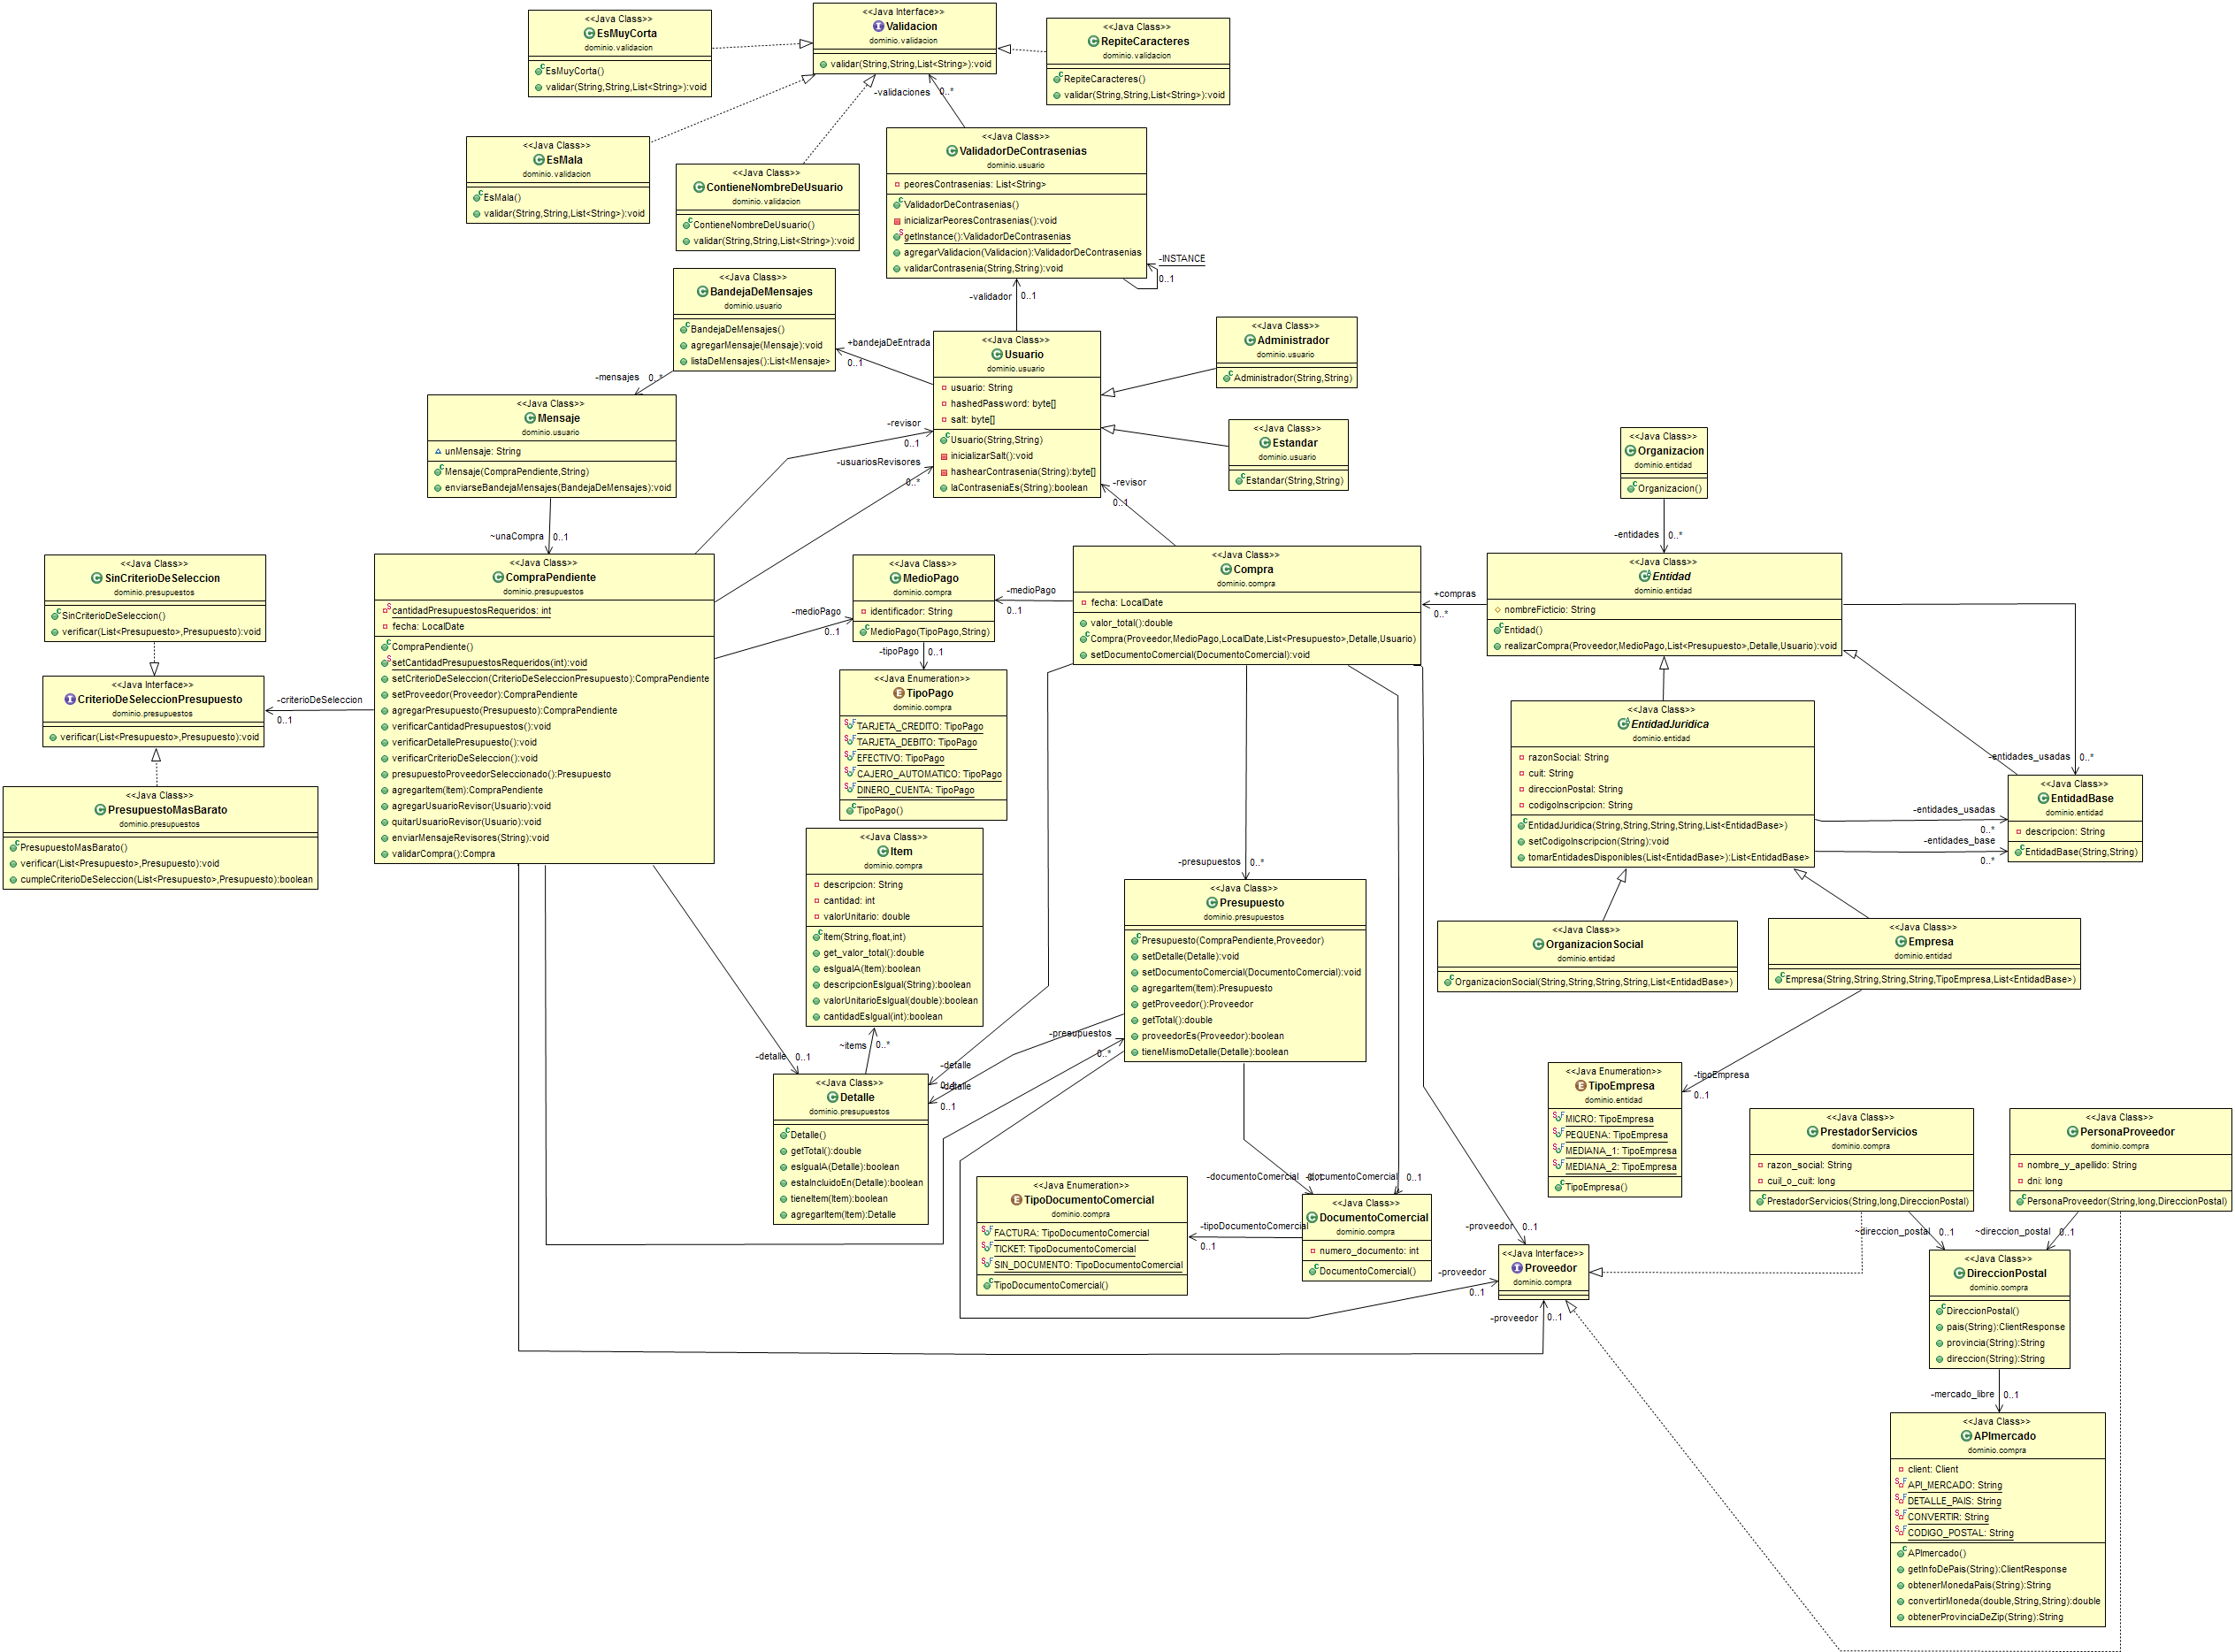 <<Java Class>>
EsMuyCorta
dominio.validacion
EsMuyCorta()
validar(String,String,List<String>):void
<<Java Interface>>
Validacion
dominio.validacion
validar(String,String,List<String>):void
<<Java Class>>
RepiteCaracteres
dominio.validacion
RepiteCaracteres()
validar(String,String,List<String>):void
-validaciones
0..*
<<Java Class>>
EsMala
dominio.validacion
EsMala()
validar(String,String,List<String>):void
<<Java Class>>
ContieneNombreDeUsuario
dominio.validacion
ContieneNombreDeUsuario()
validar(String,String,List<String>):void
<<Java Class>>
ValidadorDeContrasenias
dominio.usuario
peoresContrasenias: List<String>
ValidadorDeContrasenias()
inicializarPeoresContrasenias():void
getInstance():ValidadorDeContrasenias
agregarValidacion(Validacion):ValidadorDeContrasenias
validarContrasenia(String,String):void
-INSTANCE
0..1
-validador
0..1
<<Java Class>>
BandejaDeMensajes
dominio.usuario
BandejaDeMensajes()
agregarMensaje(Mensaje):void
listaDeMensajes():List<Mensaje>
+bandejaDeEntrada
0..1
-mensajes
0..*
<<Java Class>>
Usuario
dominio.usuario
usuario: String
hashedPassword: byte[]
salt: byte[]
Usuario(String,String)
inicializarSalt():void
hashearContrasenia(String):byte[]
laContraseniaEs(String):boolean
<<Java Class>>
Administrador
dominio.usuario
Administrador(String,String)
<<Java Class>>
Estandar
dominio.usuario
Estandar(String,String)
<<Java Class>>
Mensaje
dominio.usuario
unMensaje: String
Mensaje(CompraPendiente,String)
enviarseBandejaMensajes(BandejaDeMensajes):void
-revisor
0..1
-usuariosRevisores
0..*
-revisor
0..1
~unaCompra
0..1
<<Java Class>>
Organizacion
dominio.entidad
Organizacion()
-entidades
0..*
<<Java Class>>
SinCriterioDeSeleccion
dominio.presupuestos
SinCriterioDeSeleccion()
verificar(List<Presupuesto>,Presupuesto):void
<<Java Interface>>
CriterioDeSeleccionPresupuesto
dominio.presupuestos
verificar(List<Presupuesto>,Presupuesto):void
-criterioDeSeleccion
0..1
<<Java Class>>
PresupuestoMasBarato
dominio.presupuestos
PresupuestoMasBarato()
verificar(List<Presupuesto>,Presupuesto):void
cumpleCriterioDeSeleccion(List<Presupuesto>,Presupuesto):boolean
<<Java Class>>
CompraPendiente
dominio.presupuestos
cantidadPresupuestosRequeridos: int
fecha: LocalDate
CompraPendiente()
setCantidadPresupuestosRequeridos(int):void
setCriterioDeSeleccion(CriterioDeSeleccionPresupuesto):CompraPendiente
setProveedor(Proveedor):CompraPendiente
agregarPresupuesto(Presupuesto):CompraPendiente
verificarCantidadPresupuestos():void
verificarDetallePresupuesto():void
verificarCriterioDeSeleccion():void
presupuestoProveedorSeleccionado():Presupuesto
agregarItem(Item):CompraPendiente
agregarUsuarioRevisor(Usuario):void
quitarUsuarioRevisor(Usuario):void
enviarMensajeRevisores(String):void
validarCompra():Compra
-medioPago
0..1
<<Java Class>>
MedioPago
dominio.compra
identificador: String
MedioPago(TipoPago,String)
-medioPago
0..1
-tipoPago
0..1
<<Java Enumeration>>
TipoPago
dominio.compra
TARJETA_CREDITO: TipoPago
TARJETA_DEBITO: TipoPago
EFECTIVO: TipoPago
CAJERO_AUTOMATICO: TipoPago
DINERO_CUENTA: TipoPago
TipoPago()
<<Java Class>>
Compra
dominio.compra
fecha: LocalDate
valor_total():double
Compra(Proveedor,MedioPago,LocalDate,List<Presupuesto>,Detalle,Usuario)
setDocumentoComercial(DocumentoComercial):void
+compras
0..*
<<Java Class>>
Entidad
dominio.entidad
nombreFicticio: String
Entidad()
realizarCompra(Proveedor,MedioPago,List<Presupuesto>,Detalle,Usuario):void
<<Java Class>>
EntidadJuridica
dominio.entidad
razonSocial: String
cuit: String
direccionPostal: String
codigoInscripcion: String
EntidadJuridica(String,String,String,String,List<EntidadBase>)
setCodigoInscripcion(String):void
tomarEntidadesDisponibles(List<EntidadBase>):List<EntidadBase>
-entidades_usadas
0..*
-entidades_usadas
0..*
-entidades_base
0..*
<<Java Class>>
EntidadBase
dominio.entidad
descripcion: String
EntidadBase(String,String)
<<Java Class>>
Item
dominio.compra
descripcion: String
cantidad: int
valorUnitario: double
Item(String,float,int)
get_valor_total():double
esIgualA(Item):boolean
descripcionEsIgual(String):boolean
valorUnitarioEsIgual(double):boolean
cantidadEsIgual(int):boolean
~items
0..*
-presupuestos
0..*
<<Java Class>>
Presupuesto
dominio.presupuestos
Presupuesto(CompraPendiente,Proveedor)
setDetalle(Detalle):void
setDocumentoComercial(DocumentoComercial):void
agregarItem(Item):Presupuesto
getProveedor():Proveedor
getTotal():double
proveedorEs(Proveedor):boolean
tieneMismoDetalle(Detalle):boolean
<<Java Class>>
OrganizacionSocial
dominio.entidad
OrganizacionSocial(String,String,String,String,List<EntidadBase>)
<<Java Class>>
Empresa
dominio.entidad
Empresa(String,String,String,String,TipoEmpresa,List<EntidadBase>)
-presupuestos
0..*
-detalle
0..1
-detalle
-detalle
0..1
<<Java Class>>
Detalle
dominio.presupuestos
Detalle()
getTotal():double
esIgualA(Detalle):boolean
estaIncluidoEn(Detalle):boolean
tieneItem(Item):boolean
agregarItem(Item):Detalle
-tipoEmpresa
0..1
<<Java Enumeration>>
TipoEmpresa
dominio.entidad
MICRO: TipoEmpresa
PEQUENA: TipoEmpresa
MEDIANA_1: TipoEmpresa
MEDIANA_2: TipoEmpresa
TipoEmpresa()
<<Java Class>>
PrestadorServicios
dominio.compra
razon_social: String
cuil_o_cuit: long
PrestadorServicios(String,long,DireccionPostal)
<<Java Class>>
PersonaProveedor
dominio.compra
nombre_y_apellido: String
dni: long
PersonaProveedor(String,long,DireccionPostal)
-documentoComercial
-documentoComercial
0..1
<<Java Enumeration>>
TipoDocumentoComercial
dominio.compra
FACTURA: TipoDocumentoComercial
TICKET: TipoDocumentoComercial
SIN_DOCUMENTO: TipoDocumentoComercial
TipoDocumentoComercial()
-tipoDocumentoComercial
0..1
<<Java Class>>
DocumentoComercial
dominio.compra
numero_documento: int
DocumentoComercial()
-proveedor
0..1
-proveedor
0..1
-proveedor
0..1
<<Java Interface>>
Proveedor
dominio.compra
~direccion_postal
0..1
~direccion_postal
0..1
<<Java Class>>
DireccionPostal
dominio.compra
DireccionPostal()
pais(String):ClientResponse
provincia(String):String
direccion(String):String
-mercado_libre
0..1
<<Java Class>>
APImercado
dominio.compra
client: Client
API_MERCADO: String
DETALLE_PAIS: String
CONVERTIR: String
CODIGO_POSTAL: String
APImercado()
getInfoDePais(String):ClientResponse
obtenerMonedaPais(String):String
convertirMoneda(double,String,String):double
obtenerProvinciaDeZip(String):String